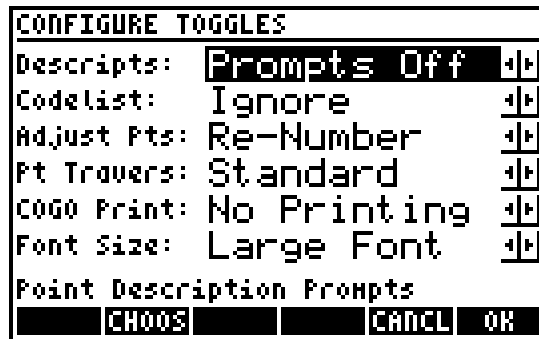 CONFIGURE TOGGLES
Descripts: Prompts Off
Codelist: Ignore
Adjust Pts: Re-Number
Pt Travers: Standard
COGO Print: No Printing
Font Size: Large Font
Point Description Prompts
CHOOS CANCL OK